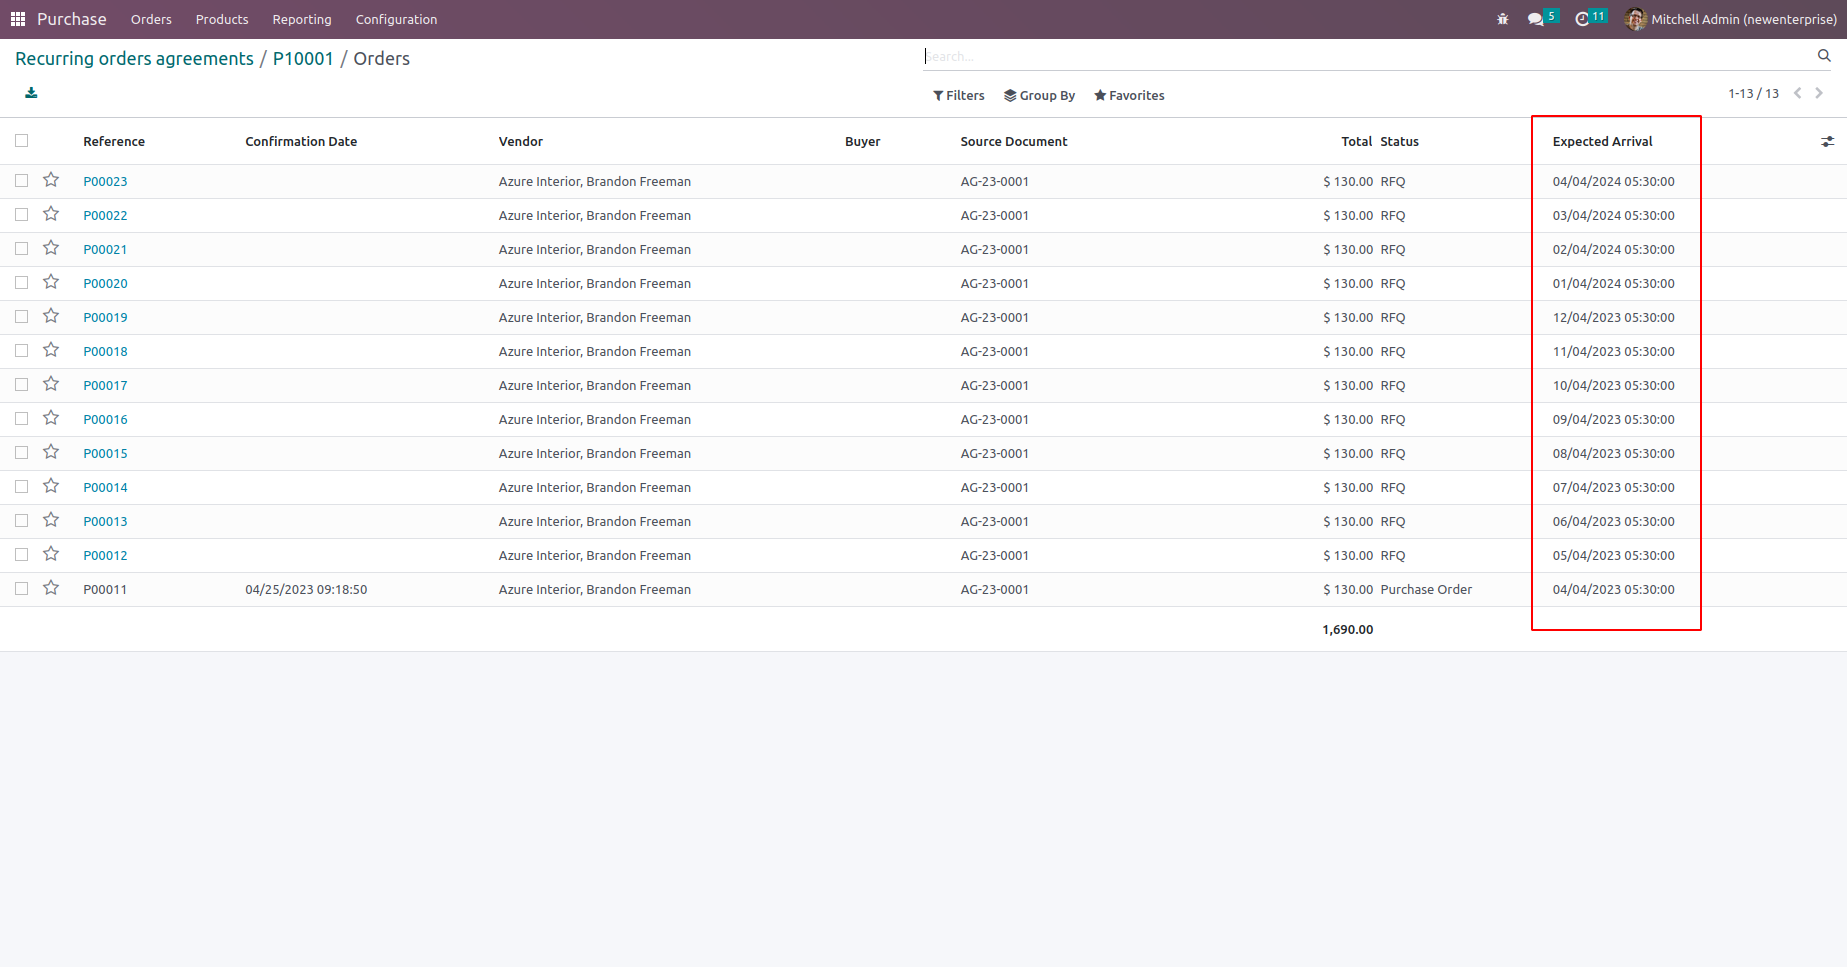 Purchase Orders Products Reporting Configuration 5 11 Mitchell Admin (newenterprise)
Recurring orders agreements / P10001 / Orders Search...
Filters Group By Favorites 1-13 / 13
Reference Confirmation Date Vendor Buyer Source Document Total Status Expected Arrival
P00023 Azure Interior, Brandon Freeman AG-23-0001 $ 130.00 RFQ 04/04/2024 05:30:00
P00022 Azure Interior, Brandon Freeman AG-23-0001 $ 130.00 RFQ 03/04/2024 05:30:00
P00021 Azure Interior, Brandon Freeman AG-23-0001 $ 130.00 RFQ 02/04/2024 05:30:00
P00020 Azure Interior, Brandon Freeman AG-23-0001 $ 130.00 RFQ 01/04/2024 05:30:00
P00019 Azure Interior, Brandon Freeman AG-23-0001 $ 130.00 RFQ 12/04/2023 05:30:00
P00018 Azure Interior, Brandon Freeman AG-23-0001 $ 130.00 RFQ 11/04/2023 05:30:00
P00017 Azure Interior, Brandon Freeman AG-23-0001 $ 130.00 RFQ 10/04/2023 05:30:00
P00016 Azure Interior, Brandon Freeman AG-23-0001 $ 130.00 RFQ 09/04/2023 05:30:00
P00015 Azure Interior, Brandon Freeman AG-23-0001 $ 130.00 RFQ 08/04/2023 05:30:00
P00014 Azure Interior, Brandon Freeman AG-23-0001 $ 130.00 RFQ 07/04/2023 05:30:00
P00013 Azure Interior, Brandon Freeman AG-23-0001 $ 130.00 RFQ 06/04/2023 05:30:00
P00012 Azure Interior, Brandon Freeman AG-23-0001 $ 130.00 RFQ 05/04/2023 05:30:00
P00011 04/25/2023 09:18:50 Azure Interior, Brandon Freeman AG-23-0001 $ 130.00 Purchase Order 04/04/2023 05:30:00
1,690.00